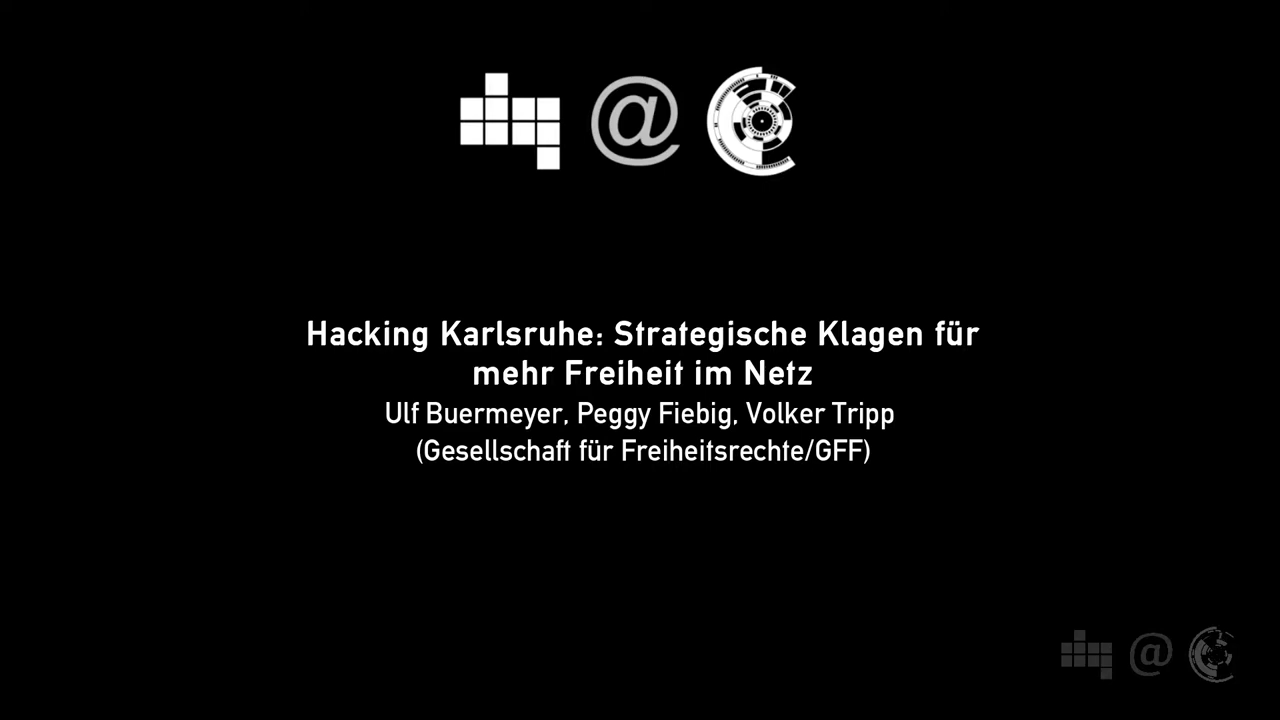 @
Hacking Karlsruhe: Strategische Klagen für
mehr Freiheit im Netz
Ulf Buermeyer, Peggy Fiebig, Volker Tripp
(Gesellschaft für Freiheitsrechte/GFF)
@